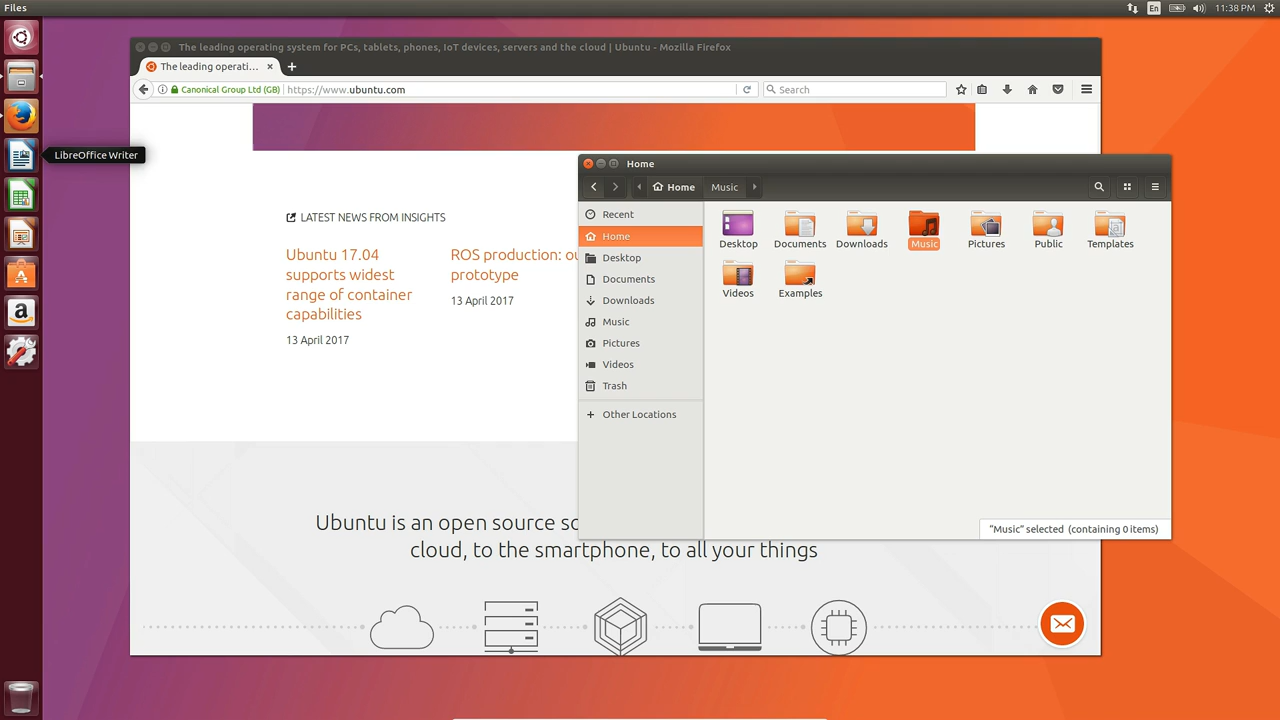 Files
En
11:38 PM
The leading operating system for PCs, tablets, phones, IoT devices, servers and the cloud | Ubuntu - Mozilla Firefox
The leading operati...
Canonical Group Ltd (GB)
https://www.ubuntu.com
Search
LibreOffice Writer
LATEST NEWS FROM INSIGHTS
Ubuntu 17.04
supports widest
range of container
capabilities
13 April 2017
ROS production: ou
prototype
13 April 2017
Home
Home
Music
Recent
Home
Desktop
Documents
Downloads
Music
Pictures
Videos
Trash
Other Locations
Desktop
Documents
Downloads
Music
Pictures
Public
Templates
Videos
Examples
"Music" selected (containing 0 items)
Ubuntu is an open source so
cloud, to the smartphone, to all your things